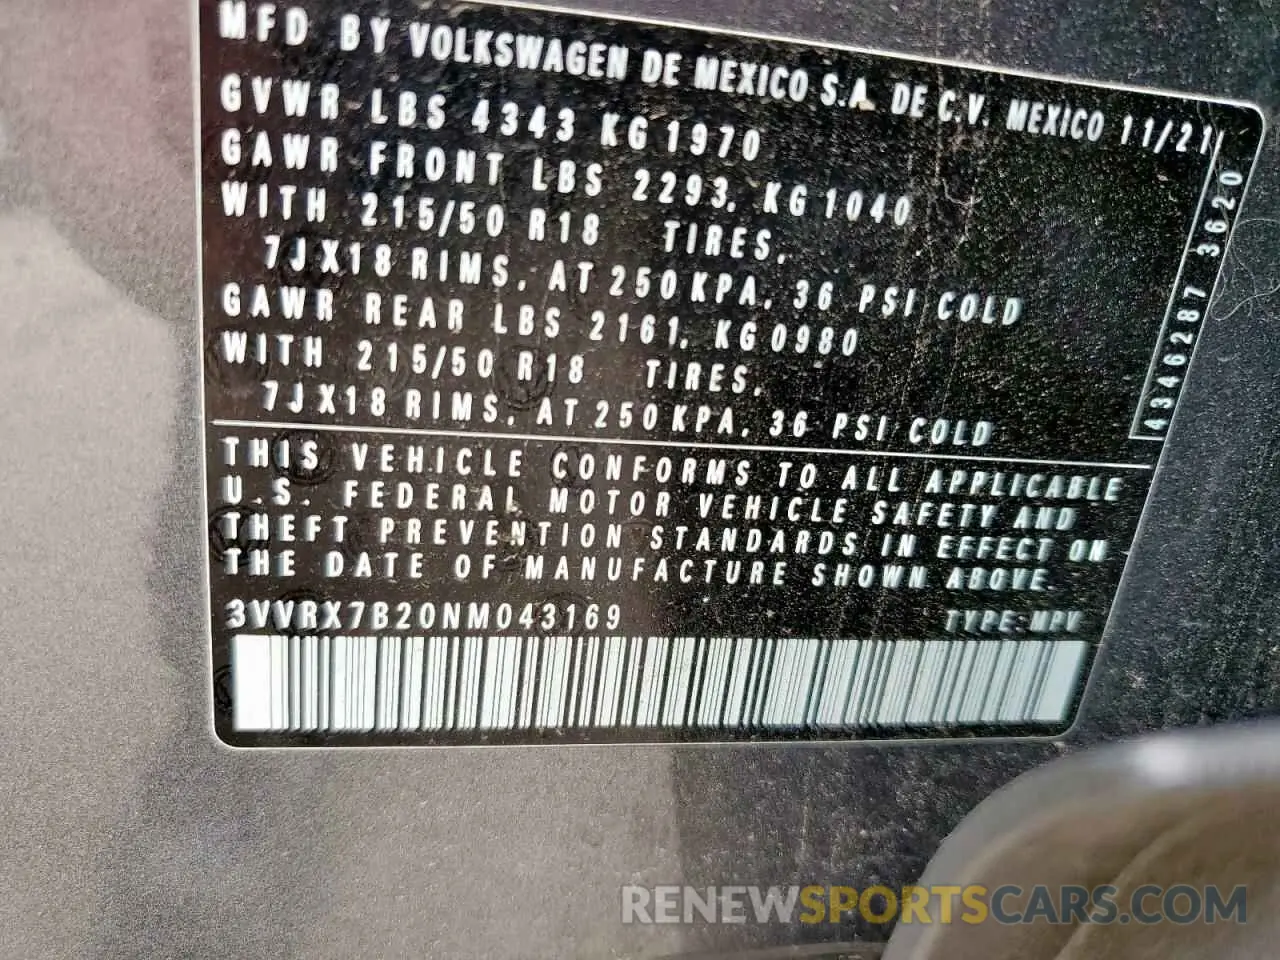 MFD BY VOLKSWAGEN DE MEXICO S.A. DE C.V. MEXICO 11/21
GVWR LBS 4343 KG 1970
GAWR FRONT LBS 2293, KG 1040
WITH 215/50 R18 TIRES,
7JX18 RIMS, AT 250 KPA, 36 PSI COLD
GAWR REAR LBS 2161, KG 0980
WITH 215/50 R18 TIRES,
7JX18 RIMS, AT 250 KPA, 36 PSI COLD
4346287 3620
THIS VEHICLE CONFORMS TO ALL APPLICABLE
U.S. FEDERAL MOTOR VEHICLE SAFETY AND
THEFT PREVENTION STANDARDS IN EFFECT ON
THE DATE OF MANUFACTURE SHOWN ABOVE
3VVRX7B20NM043169 TYPE: MPV
RENEWSPORTSCARS.COM